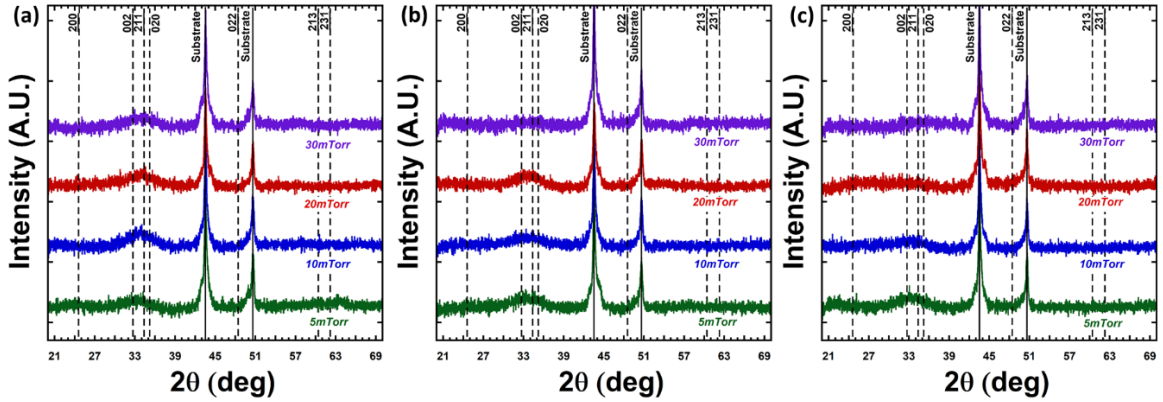 (a)
200
002
211
020
Substrate
022
Substrate
213
231
Intensity (A.U.)
30mTorr
20mTorr
10mTorr
5mTorr
21 27 33 39 45 51 57 63 69
2θ (deg)
(b)
200
002
211
020
Substrate
022
Substrate
213
231
Intensity (A.U.)
30mTorr
20mTorr
10mTorr
5mTorr
21 27 33 39 45 51 57 63 69
2θ (deg)
(c)
200
002
211
020
Substrate
022
Substrate
213
231
Intensity (A.U.)
30mTorr
20mTorr
10mTorr
5mTorr
21 27 33 39 45 51 57 63 69
2θ (deg)